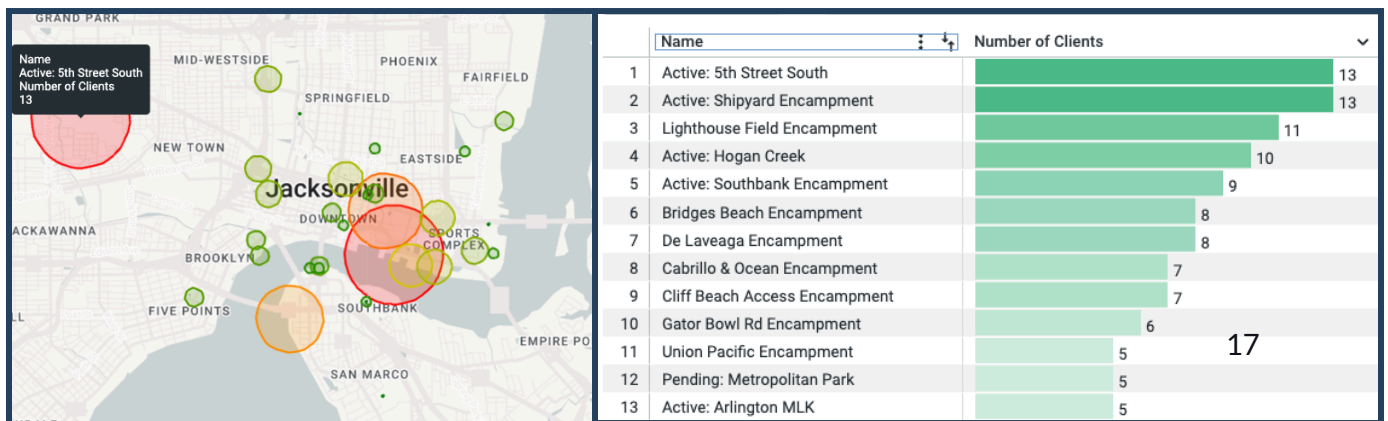 GRAND PARK
Name
Active: 5th Street South
Number of Clients
13
MID-WESTSIDE
PHOENIX
FAIRFIELD
SPRINGFIELD
NEW TOWN
EASTSIDE
Jacksonville
DOWNTOWN
ACKAWANNA
SPORTS
COMPLEX
BROOKLYN
FIVE POINTS
SOUTHBANK
LL
EMPIRE PO
SAN MARCO
Name Number of Clients
1 Active: 5th Street South 13
2 Active: Shipyard Encampment 13
3 Lighthouse Field Encampment 11
4 Active: Hogan Creek 10
5 Active: Southbank Encampment 9
6 Bridges Beach Encampment 8
7 De Laveaga Encampment 8
8 Cabrillo & Ocean Encampment 7
9 Cliff Beach Access Encampment 7
10 Gator Bowl Rd Encampment 6
17
11 Union Pacific Encampment 5
12 Pending: Metropolitan Park 5
13 Active: Arlington MLK 5